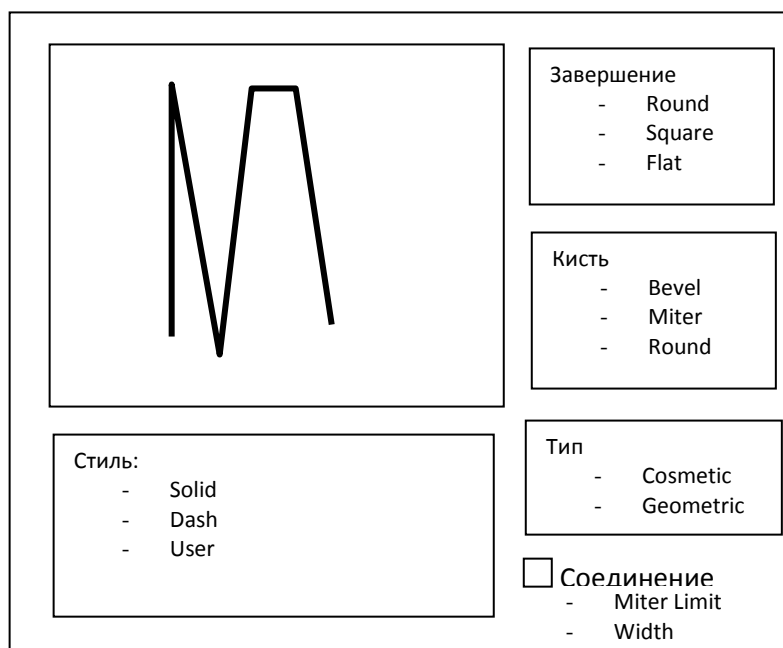 Завершение
- Round
- Square
- Flat
Кисть
- Bevel
- Miter
- Round
Стиль:
- Solid
- Dash
- User
Тип
- Cosmetic
- Geometric
Соединение
- Miter Limit
- Width